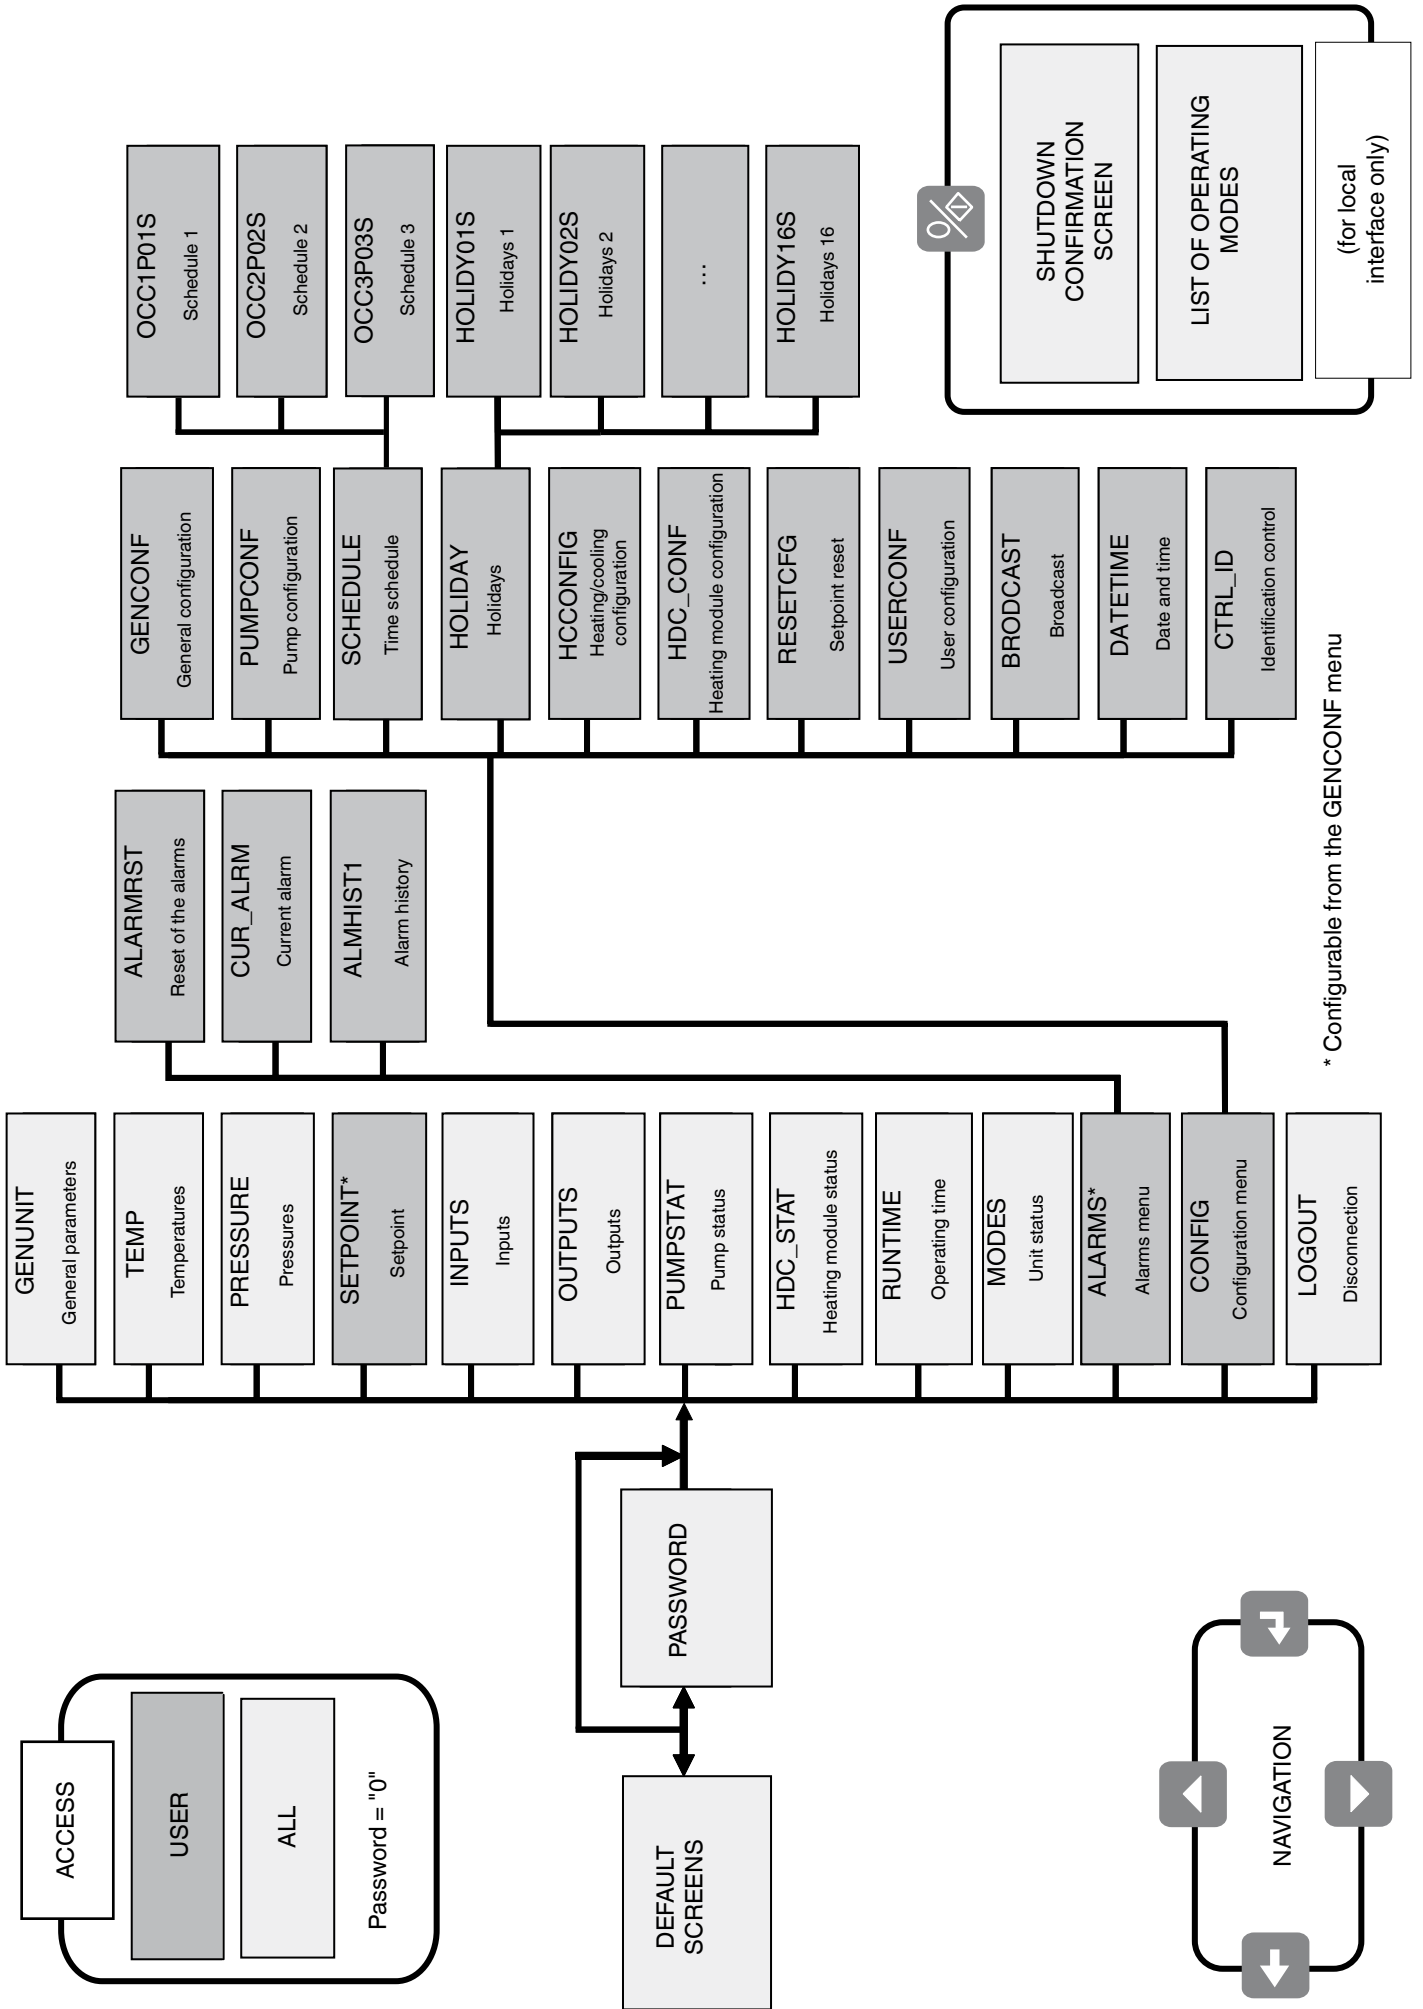 ACCESS
USER
ALL
Password = "0"
DEFAULT
SCREENS
PASSWORD
NAVIGATION
GENUNIT
General parameters
TEMP
Temperatures
PRESSURE
Pressures
SETPOINT*
Setpoint
INPUTS
Inputs
OUTPUTS
Outputs
PUMPSTAT
Pump status
HDC_STAT
Heating module status
RUNTIME
Operating time
MODES
Unit status
ALARMS*
Alarms menu
CONFIG
Configuration menu
LOGOUT
Disconnection
ALARMRST
Reset of the alarms
CUR_ALRM
Current alarm
ALMHIST1
Alarm history
GENCONF
General configuration
PUMPCONF
Pump configuration
SCHEDULE
Time schedule
HOLIDAY
Holidays
HCCONFIG
Heating/cooling
configuration
HDC_CONF
Heating module configuration
RESETCFG
Setpoint reset
USERCONF
User configuration
BRODCAST
Broadcast
DATETIME
Date and time
CTRL_ID
Identification control
* Configurable from the GENCONF menu
OCC1P01S
Schedule 1
OCC2P02S
Schedule 2
OCC3P03S
Schedule 3
HOLIDY01S
Holidays 1
HOLIDY02S
Holidays 2
...
HOLIDY16S
Holidays 16
SHUTDOWN
CONFIRMATION
SCREEN
LIST OF OPERATING
MODES
(for local
interface only)